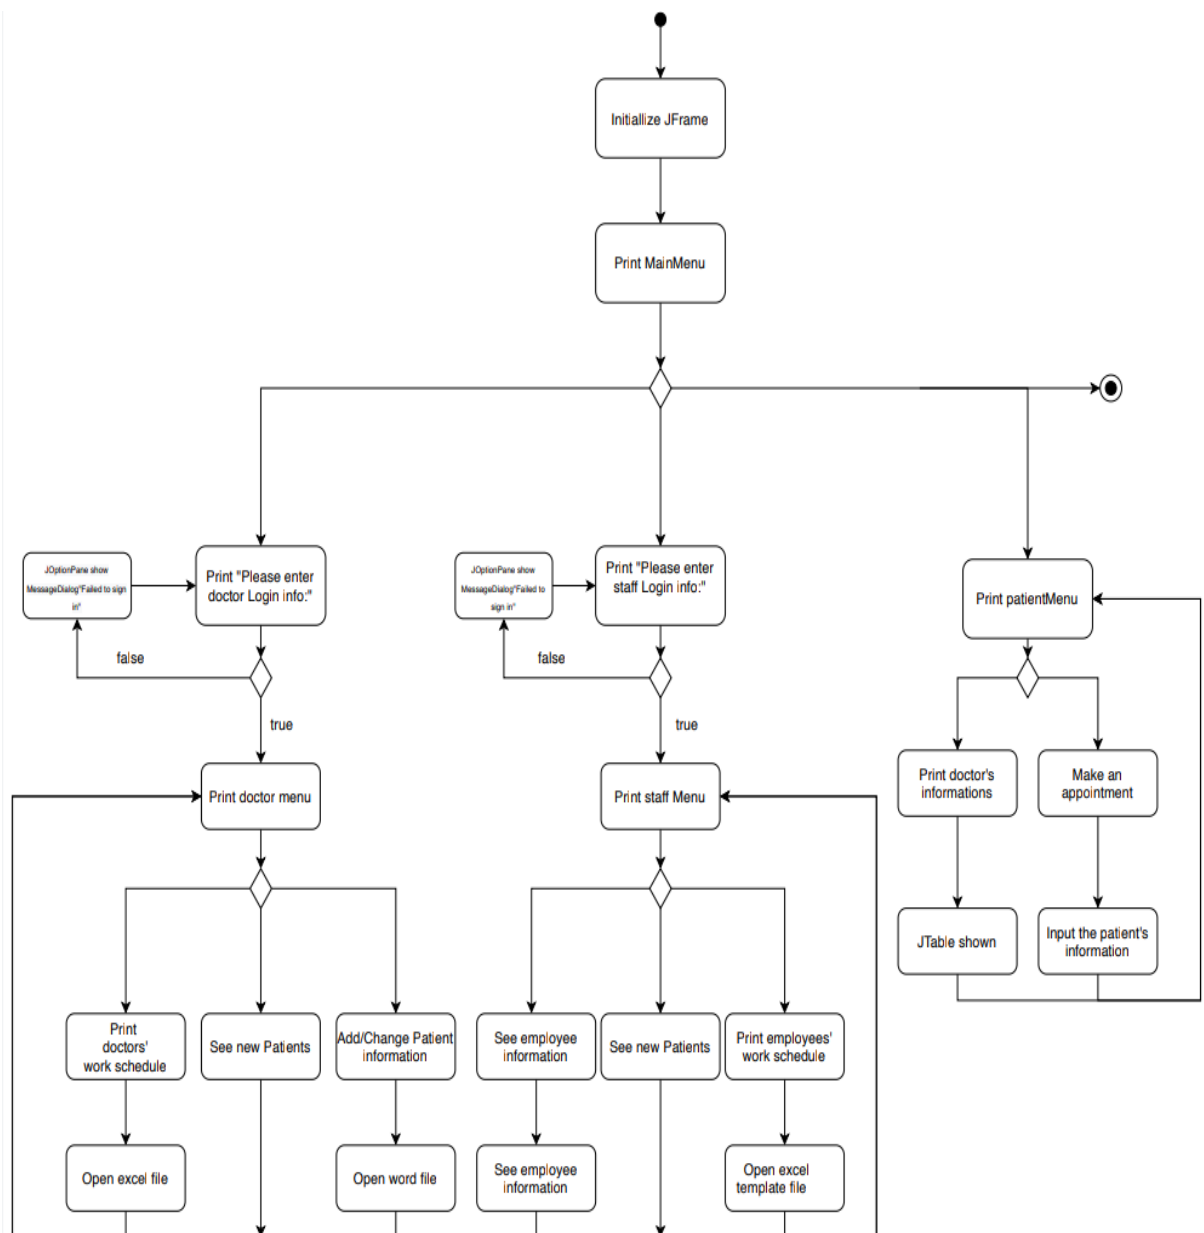 Initiallize JFrame
Print MainMenu
JOptionPane show
MessageDialog"Failed to sign
in"
Print "Please enter
doctor Login info:"
JOptionPane show
MessageDialog"Failed to
sign in"
Print "Please enter
staff Login info:"
Print patientMenu
false
false
true
true
Print doctor menu
Print staff Menu
Print doctor's
informations
Make an
appointment
JTable shown
Input the patient's
information
Print
doctors'
work schedule
See new Patients
Add/Change Patient
information
See employee
information
See new Patients
Print employees'
work schedule
Open excel file
Open word file
See employee
information
Open excel
template file